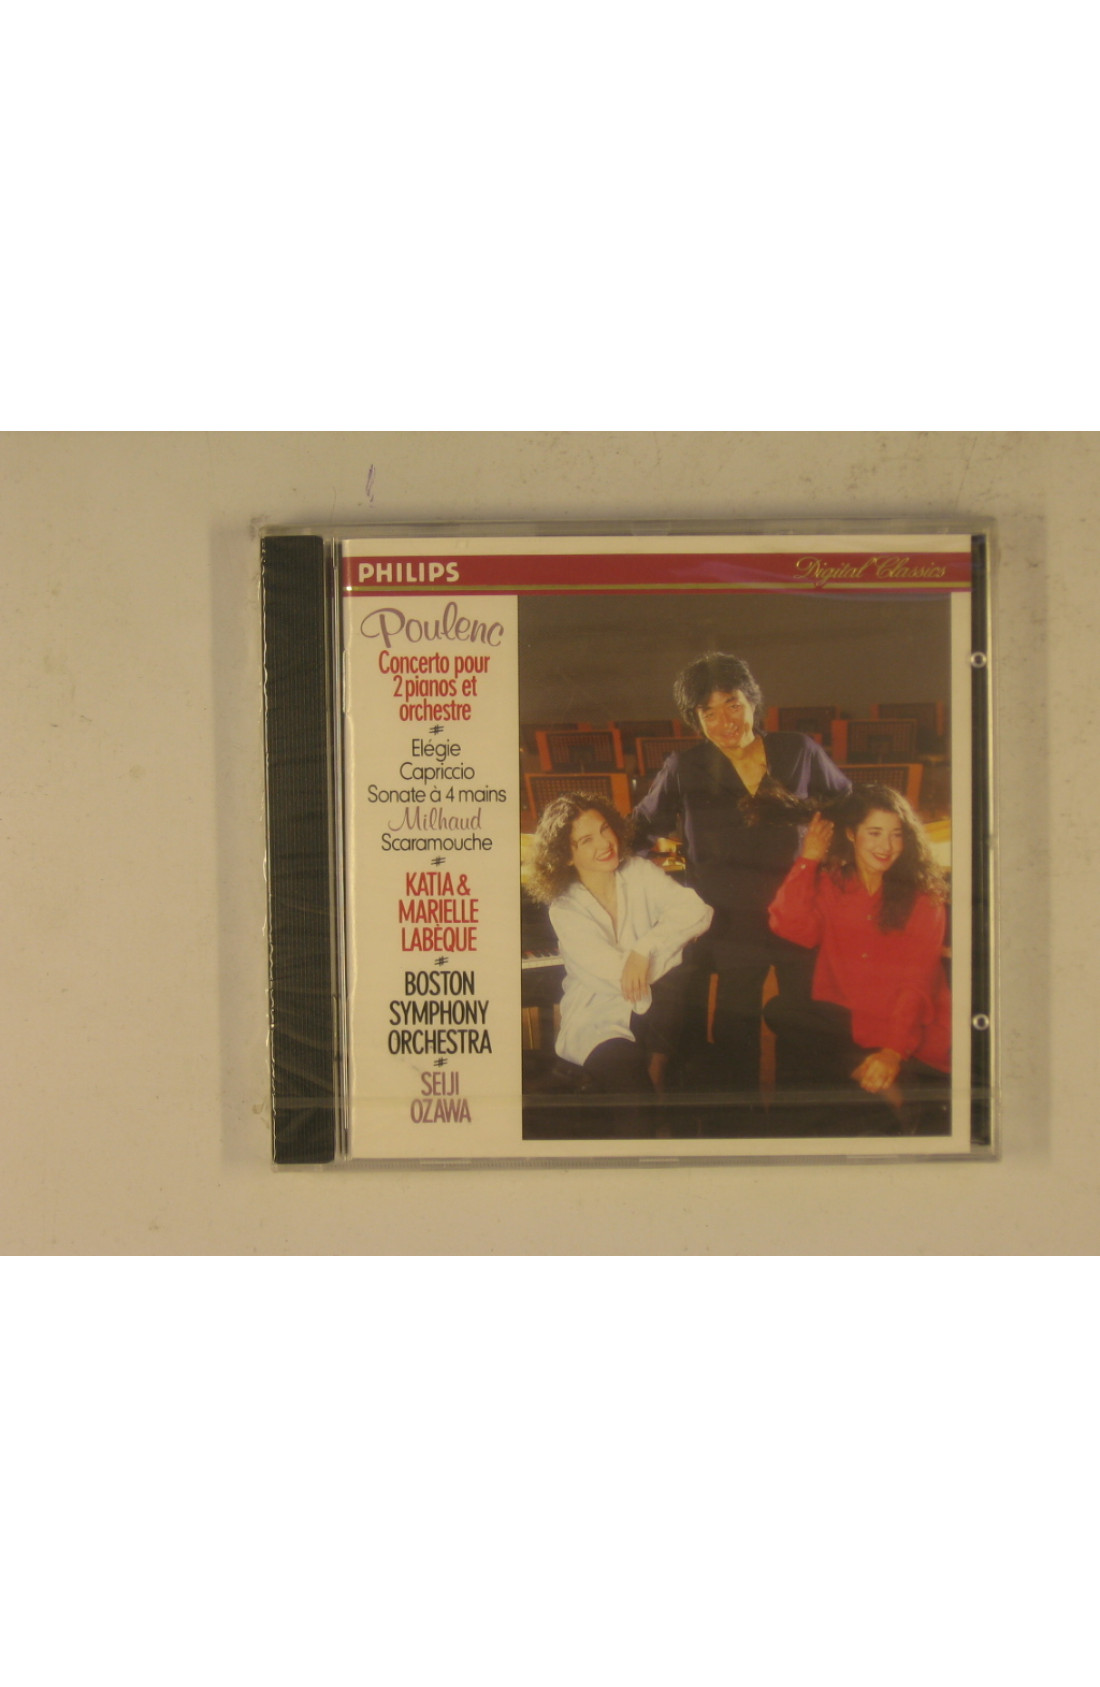 PHILIPS
Digital Classics
Poulenc
Concerto pour
2 pianos et
orchestre
Elégie
Capriccio
Sonate à 4 mains
Milhaud
Scaramouche
KATIA &
MARIELLE
LABÈQUE
BOSTON
SYMPHONY
ORCHESTRA
SEIJI
OZAWA